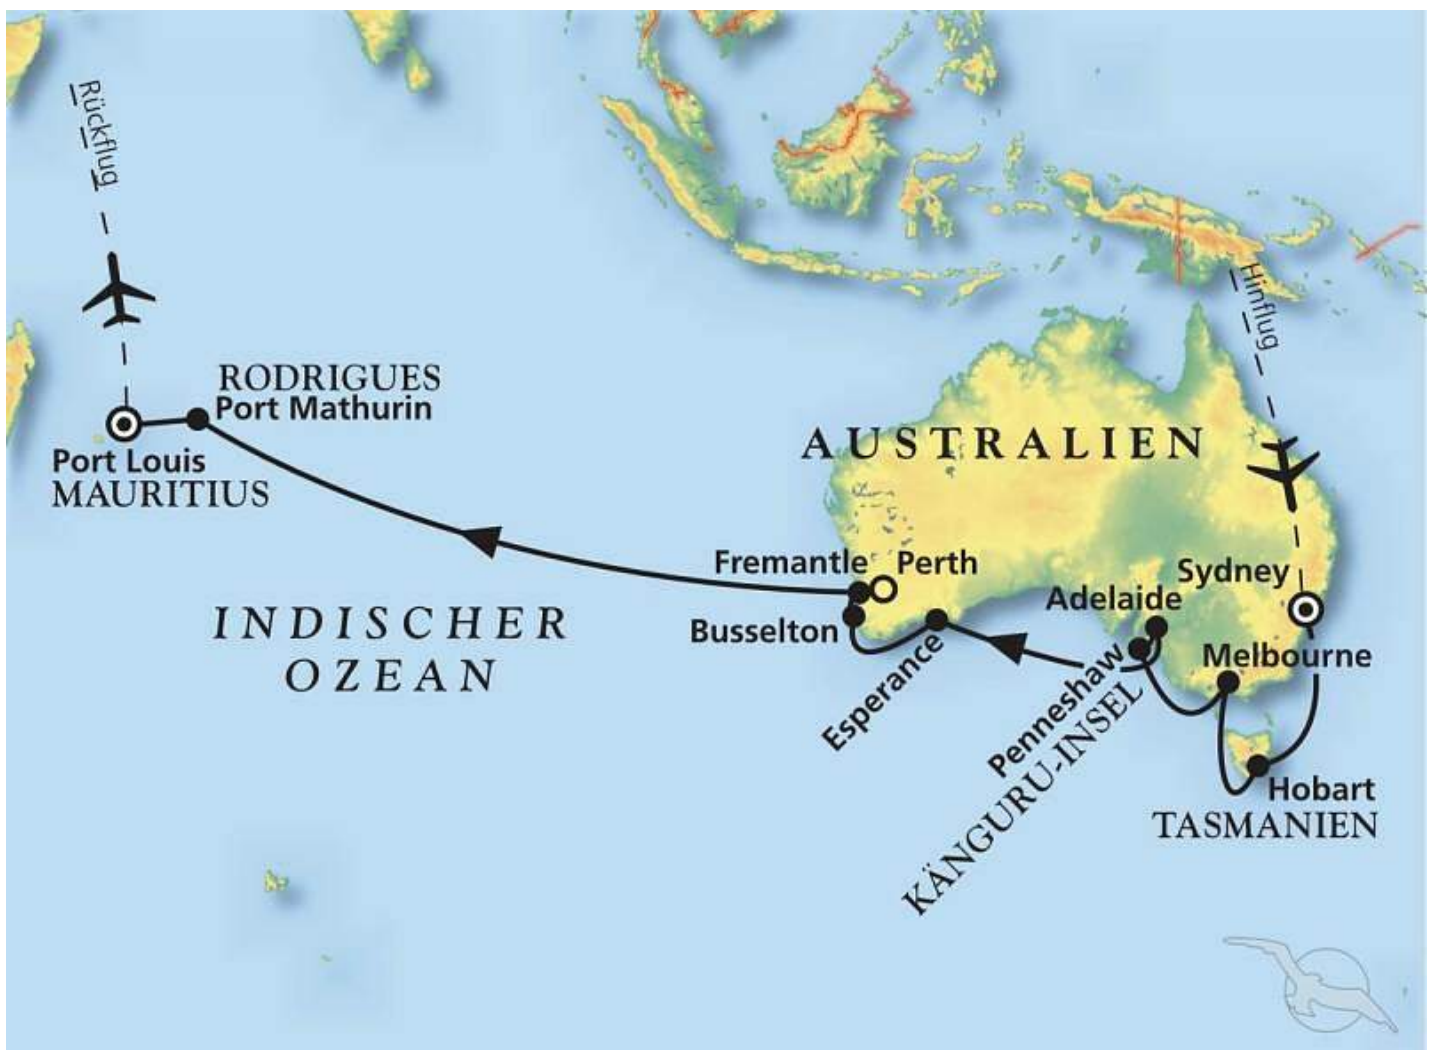 Rückflug
Hinflug
RODRIGUES
Port Mathurin
Port Louis
MAURITIUS
AUSTRALIEN
Fremantle
Perth
Sydney
Adelaide
INDISCHER
OZEAN
Busselton
Esperance
Penneshaw
KÄNGURU-INSEL
Melbourne
Hobart
TASMANIEN